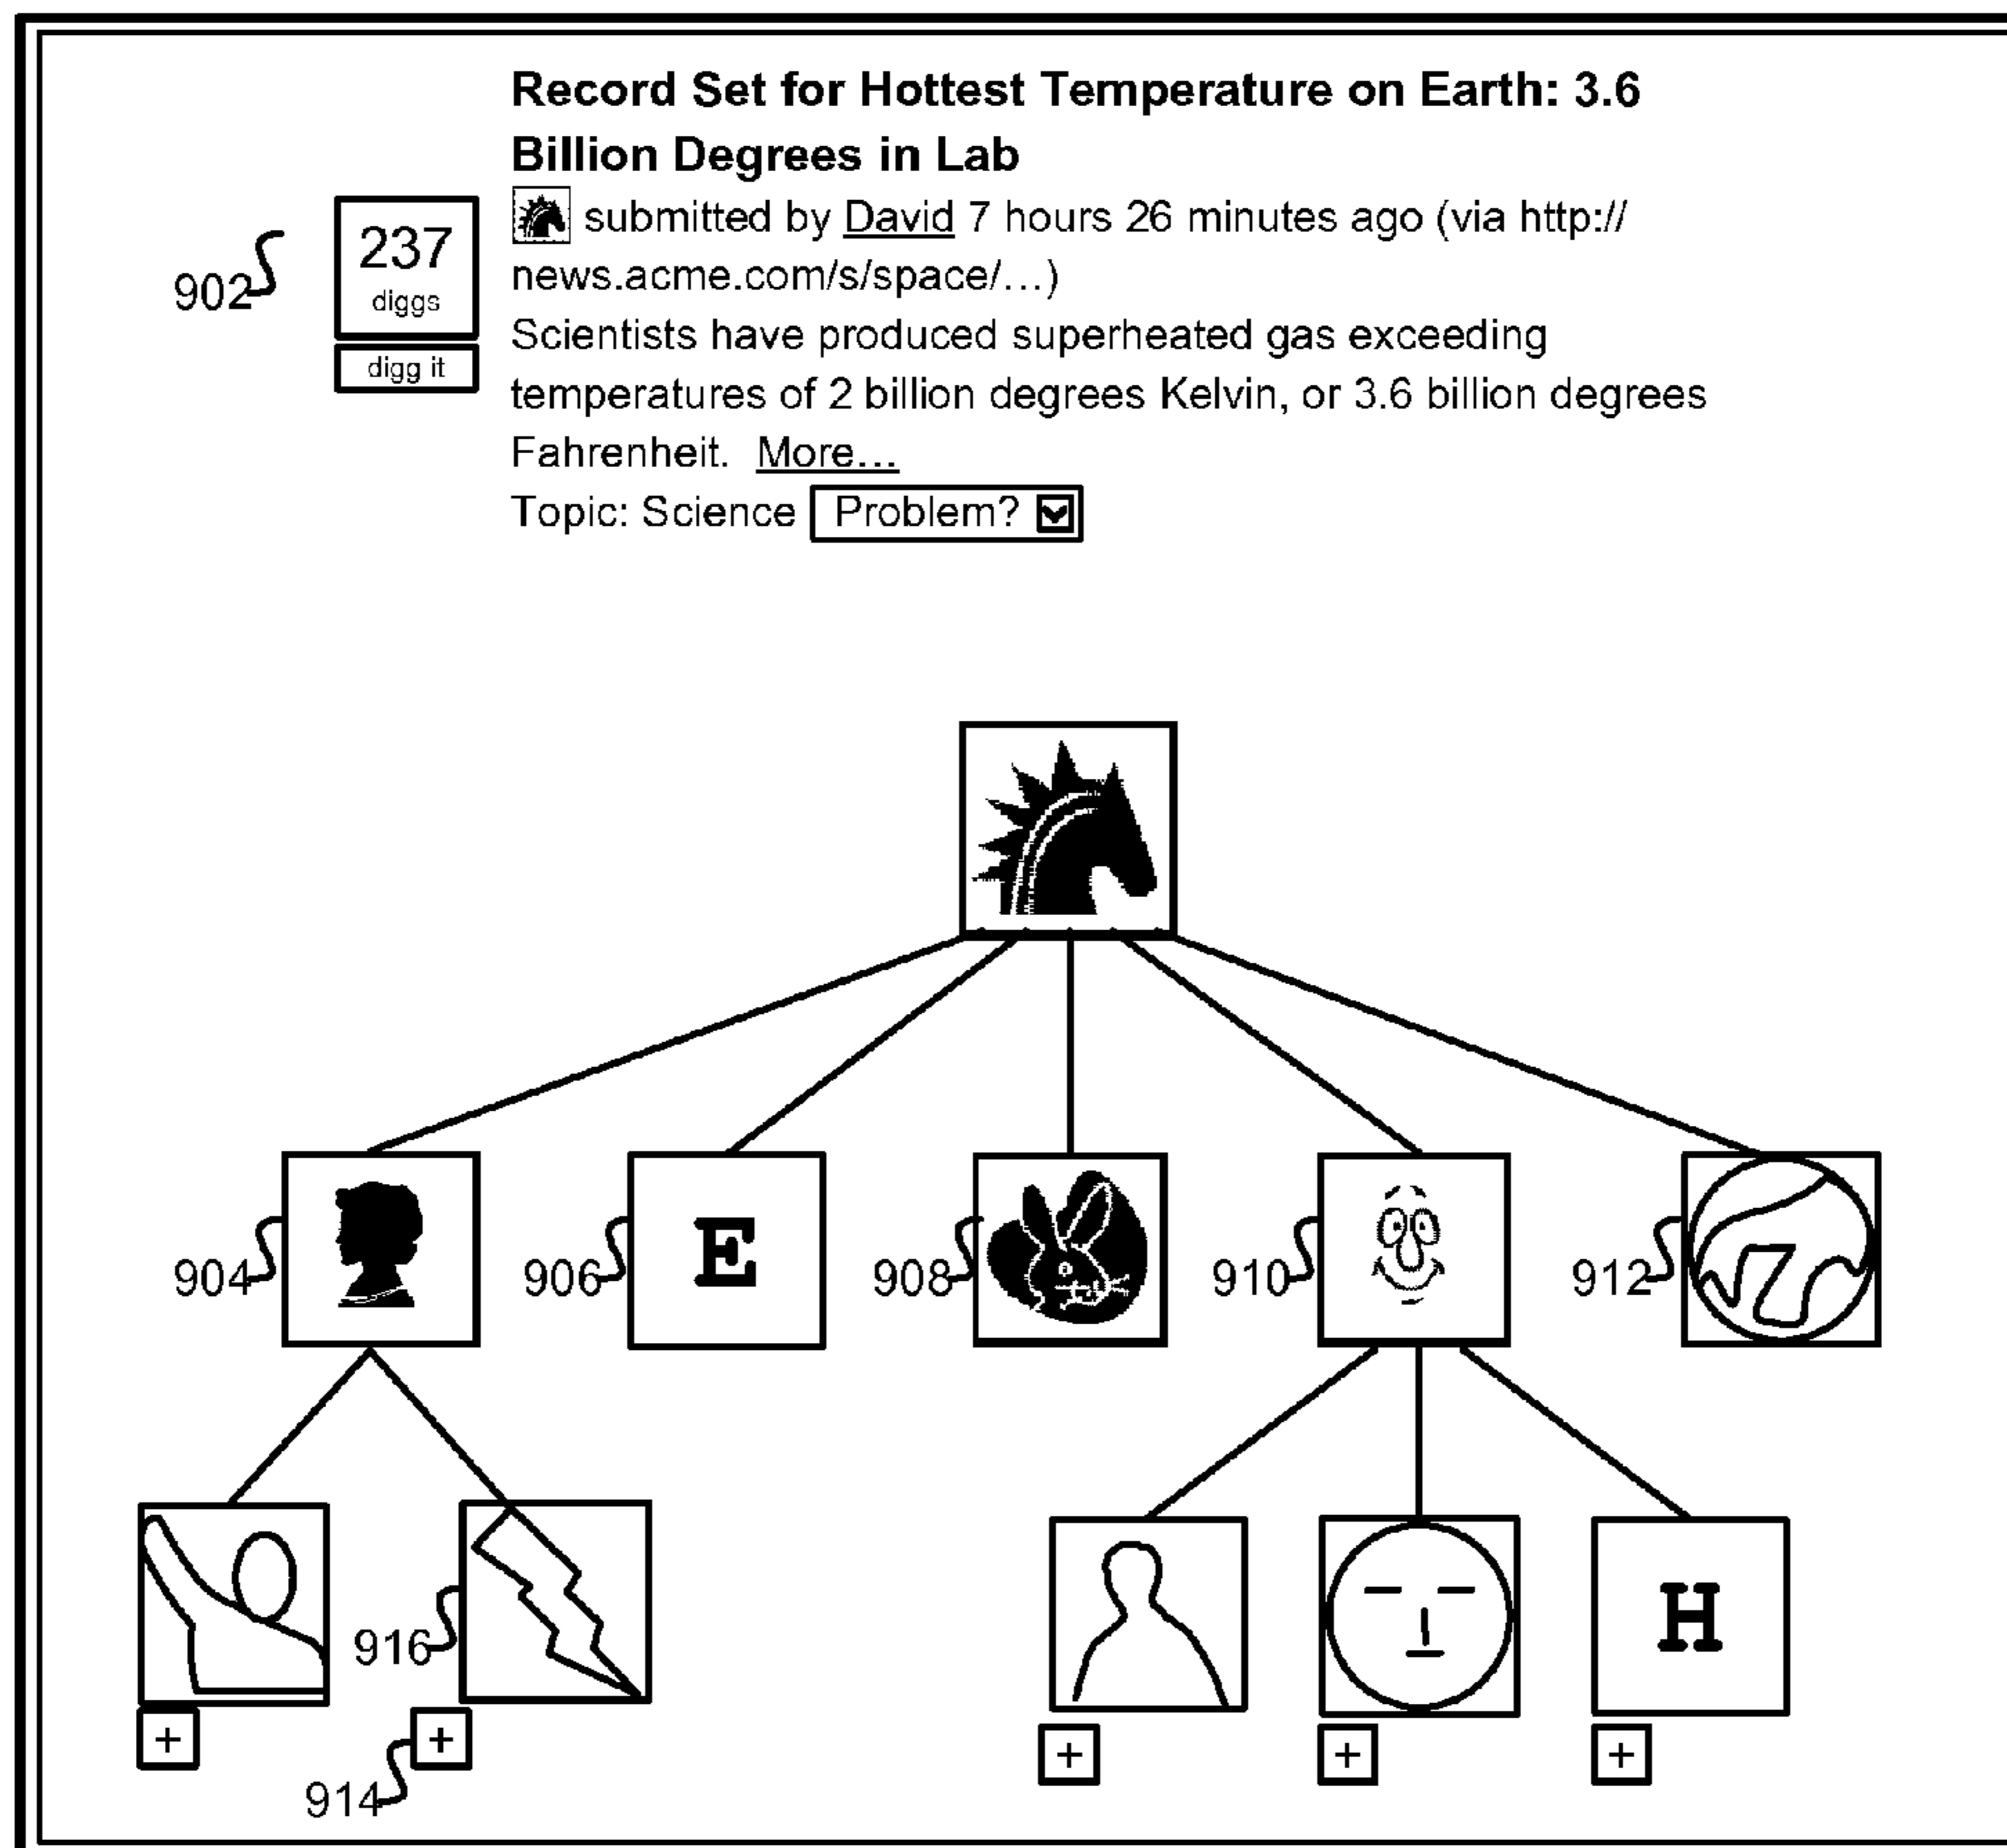 Record Set for Hottest Temperature on Earth: 3.6
Billion Degrees in Lab
submitted by David 7 hours 26 minutes ago (via http://
news.acme.com/s/space/...)
902
237
diggs
digg it
Scientists have produced superheated gas exceeding
temperatures of 2 billion degrees Kelvin, or 3.6 billion degrees
Fahrenheit. More...
Topic: Science Problem?
904
906
E
908
910
912
916
H
+
+
+
+
+
914